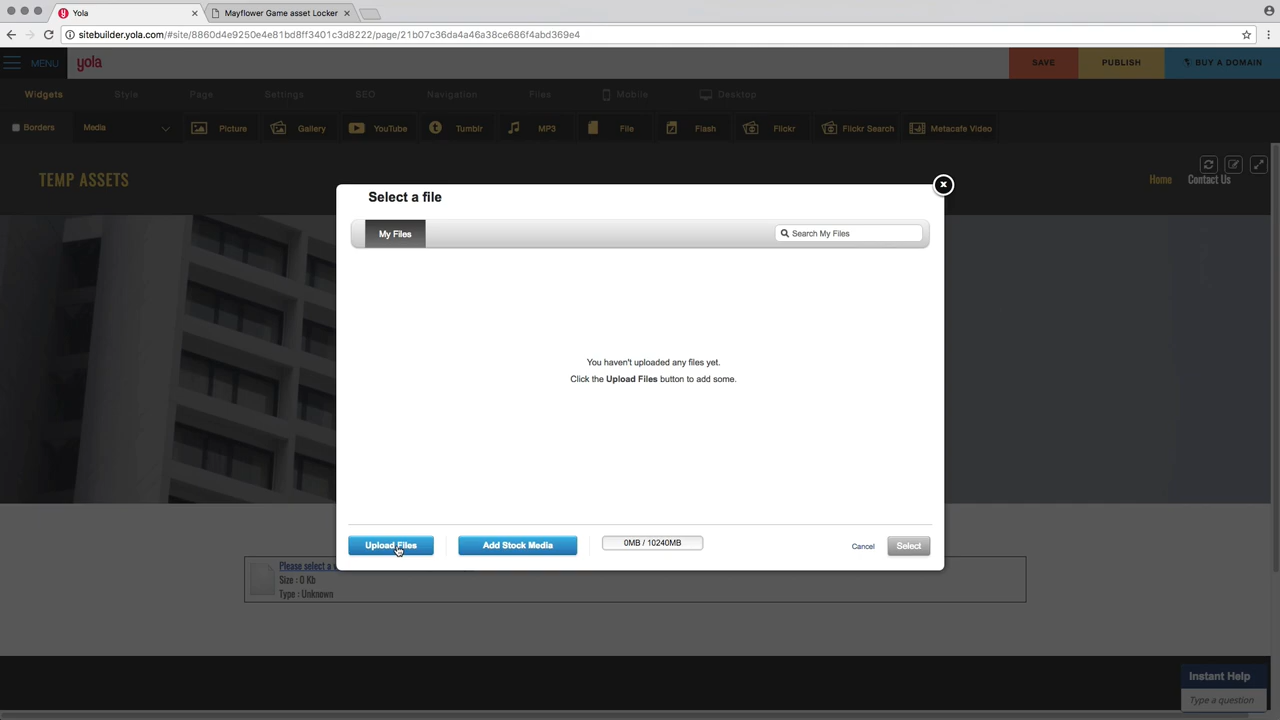 Yola
Mayflower Game asset Locker
sitebuilder.yola.com/#site/8860d4e9250e4e81bd8ff3401c3d8222/page/21b07c36da4a46a38ce686f4abd369e4
MENU
yola
SAVE
PUBLISH
BUY A DOMAIN
Widgets
Style
Page
Settings
SEO
Navigation
Files
Mobile
Desktop
Borders
Media
Picture
Gallery
YouTube
Tumblr
MP3
File
Flash
Flickr
Flickr Search
Metacafe Video
TEMP ASSETS
Home
Contact Us
Select a file
My Files
Search My Files
You haven't uploaded any files yet.
Click the Upload Files button to add some.
Upload Files
Add Stock Media
0MB / 10240MB
Cancel
Select
Please select a
Size : 0 Kb
Type : Unknown
Instant Help
Type a question